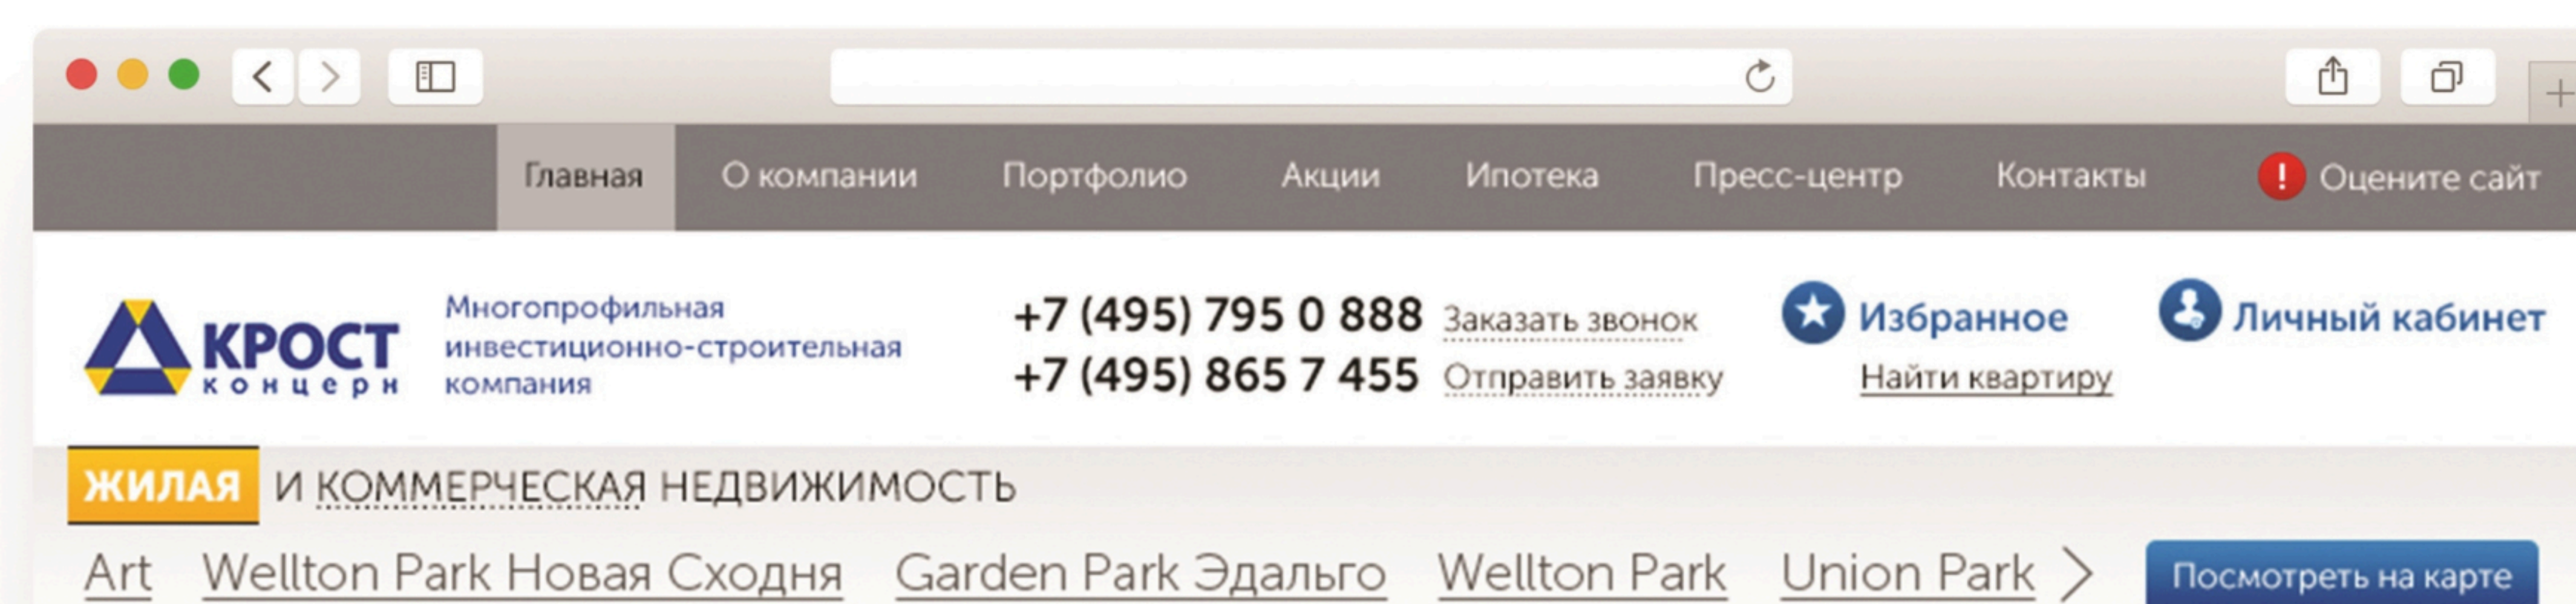 Главная О компании Портфолио Акции Ипотека Пресс-центр Контакты ! Оцените сайт
КРОСТ
концерн
Многопрофильная
инвестиционно-строительная
компания
+7 (495) 795 0 888 Заказать звонок
+7 (495) 865 7 455 Отправить заявку
Избранное
Найти квартиру
Личный кабинет
ЖИЛАЯ И КОММЕРЧЕСКАЯ НЕДВИЖИМОСТЬ
Art Wellton Park Новая Сходня Garden Park Эдальго Wellton Park Union Park Посмотреть на карте